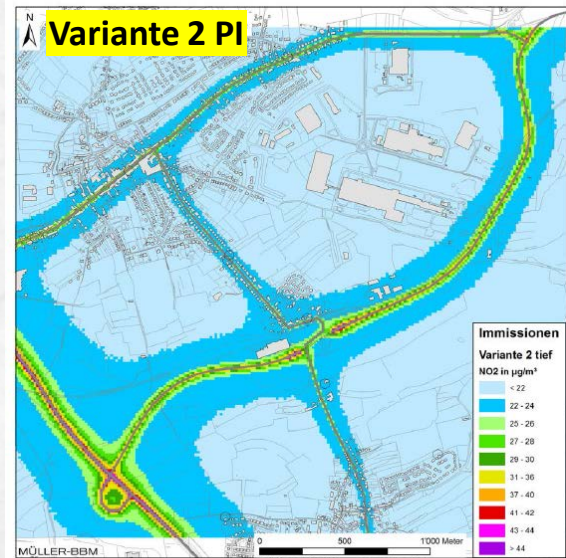 N
Variante 2 PI
Immissionen
Variante 2 tief
NO2 in µg/m³
< 22
22 - 24
25 - 26
27 - 28
29 - 30
31 - 36
37 - 40
41 - 42
43 - 44
> 44
MÜLLER-BBM
0 500 1'000 Meter